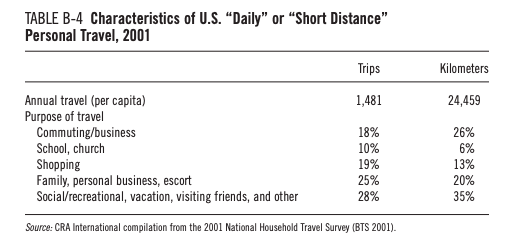 TABLE B-4 Characteristics of U.S. “Daily” or “Short Distance”
Personal Travel, 2001
Trips Kilometers
Annual travel (per capita) 1,481 24,459
Purpose of travel
Commuting/business 18% 26%
School, church 10% 6%
Shopping 19% 13%
Family, personal business, escort 25% 20%
Social/recreational, vacation, visiting friends, and other 28% 35%
Source: CRA International compilation from the 2001 National Household Travel Survey (BTS 2001).